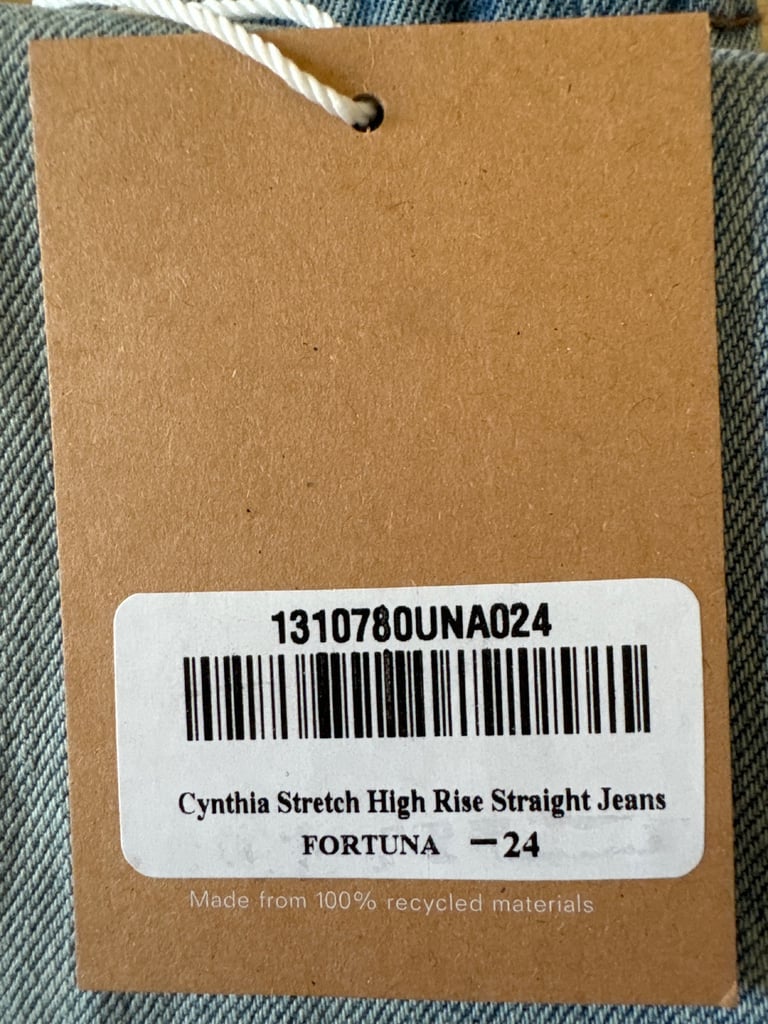 1310780UNA024
Cynthia Stretch High Rise Straight Jeans
FORTUNA —24
Made from 100% recycled materials